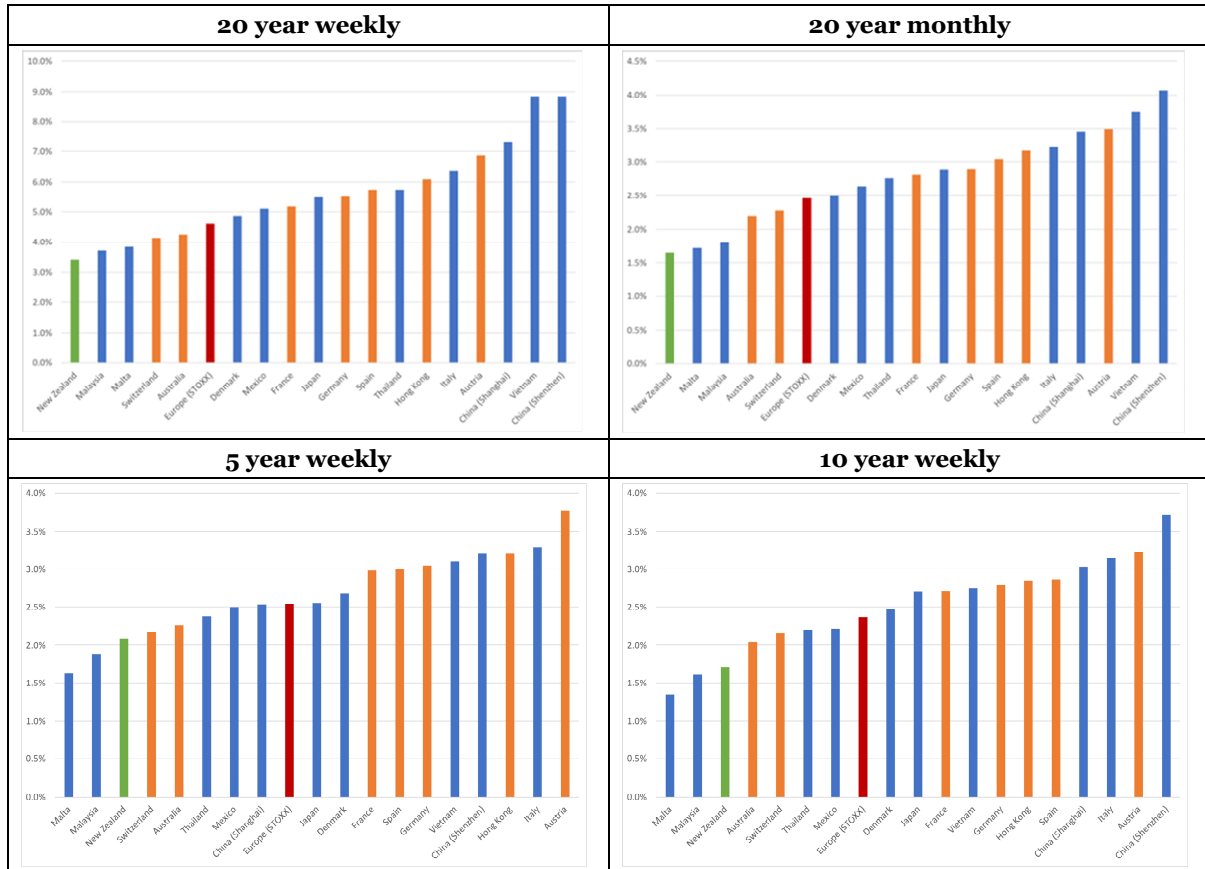 20 year weekly
20 year monthly
10.0%
9.0%
8.0%
7.0%
6.0%
5.0%
4.0%
3.0%
2.0%
1.0%
0.0%
New Zealand
Malaysia
Malta
Switzerland
Australia
Europe (STOXX)
Denmark
Mexico
France
Japan
Germany
Spain
Thailand
Hong Kong
Italy
Austria
China (Shanghai)
Vietnam
China (Shenzhen)
4.5%
4.0%
3.5%
3.0%
2.5%
2.0%
1.5%
1.0%
0.5%
0.0%
New Zealand
Malta
Malaysia
Australia
Switzerland
Europe (STOXX)
Denmark
Mexico
Thailand
France
Japan
Germany
Spain
Hong Kong
Italy
China (Shanghai)
Austria
Vietnam
China (Shenzhen)
5 year weekly
10 year weekly
4.0%
3.5%
3.0%
2.5%
2.0%
1.5%
1.0%
0.5%
0.0%
Malta
Malaysia
New Zealand
Switzerland
Australia
Thailand
Mexico
China (Shanghai)
Europe (STOXX)
Japan
Denmark
France
Spain
Germany
Vietnam
China (Shenzhen)
Hong Kong
Italy
Austria
4.0%
3.5%
3.0%
2.5%
2.0%
1.5%
1.0%
0.5%
0.0%
Malta
Malaysia
New Zealand
Australia
Switzerland
Thailand
Mexico
Europe (STOXX)
Denmark
Japan
France
Vietnam
Germany
Hong Kong
Spain
China (Shanghai)
Italy
Austria
China (Shenzhen)